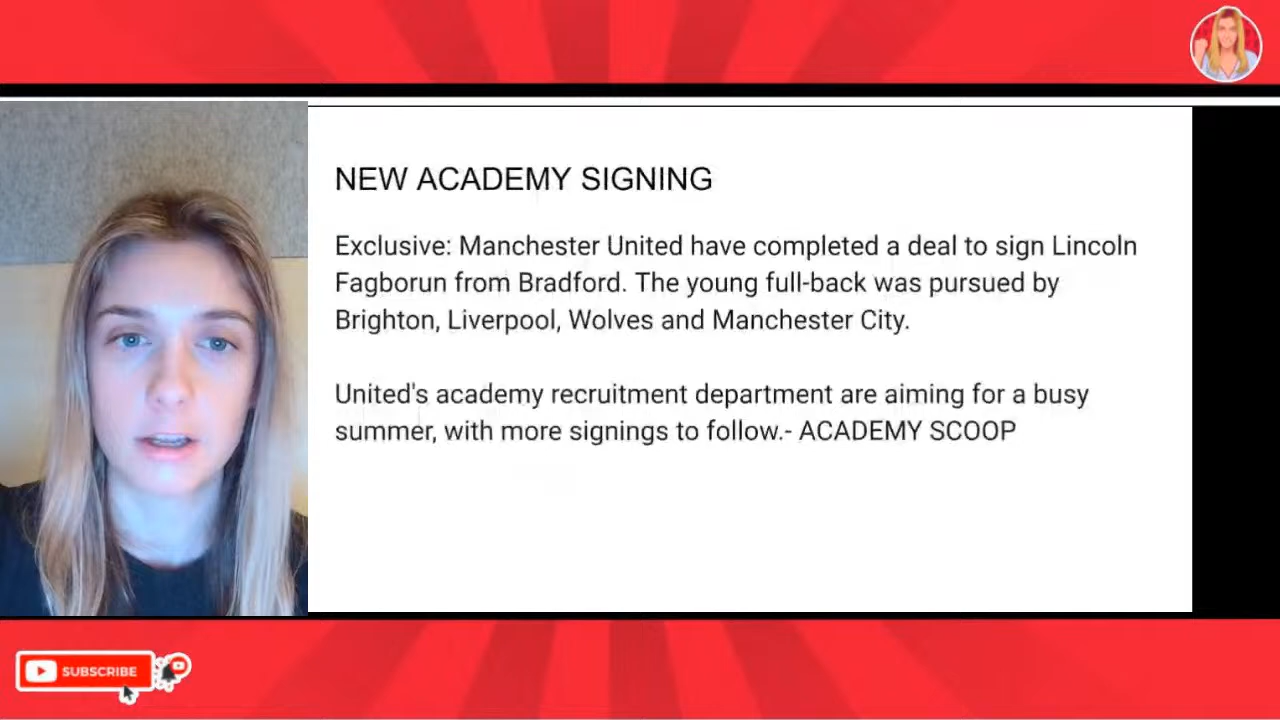 NEW ACADEMY SIGNING
Exclusive: Manchester United have completed a deal to sign Lincoln
Fagborun from Bradford. The young full-back was pursued by
Brighton, Liverpool, Wolves and Manchester City.
United's academy recruitment department are aiming for a busy
summer, with more signings to follow.- ACADEMY SCOOP
SUBSCRIBE